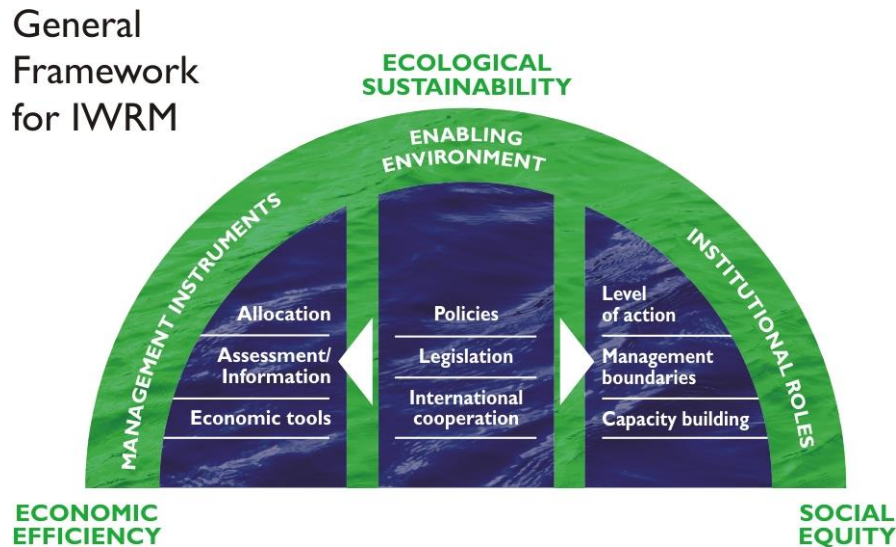 General
Framework
for IWRM
ECOLOGICAL
SUSTAINABILITY
ENABLING
ENVIRONMENT
MANAGEMENT INSTRUMENTS
INSTITUTIONAL ROLES
Allocation
Assessment/
Information
Economic tools
Policies
Legislation
International
cooperation
Level
of action
Management
boundaries
Capacity building
ECONOMIC
EFFICIENCY
SOCIAL
EQUITY